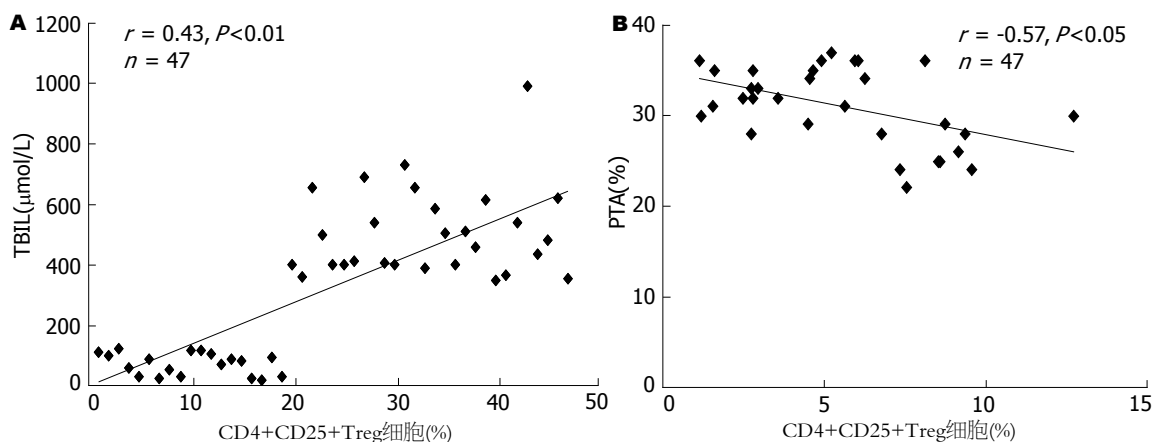 A
r = 0.43, P<0.01
n = 47
TBIL(μmol/L)
1200
1000
800
600
400
200
0
0 10 20 30 40 50
CD4+CD25+Treg细胞(%)
B
r = -0.57, P<0.05
n = 47
PTA(%)
40
30
20
10
0
0 5 10 15
CD4+CD25+Treg细胞(%)